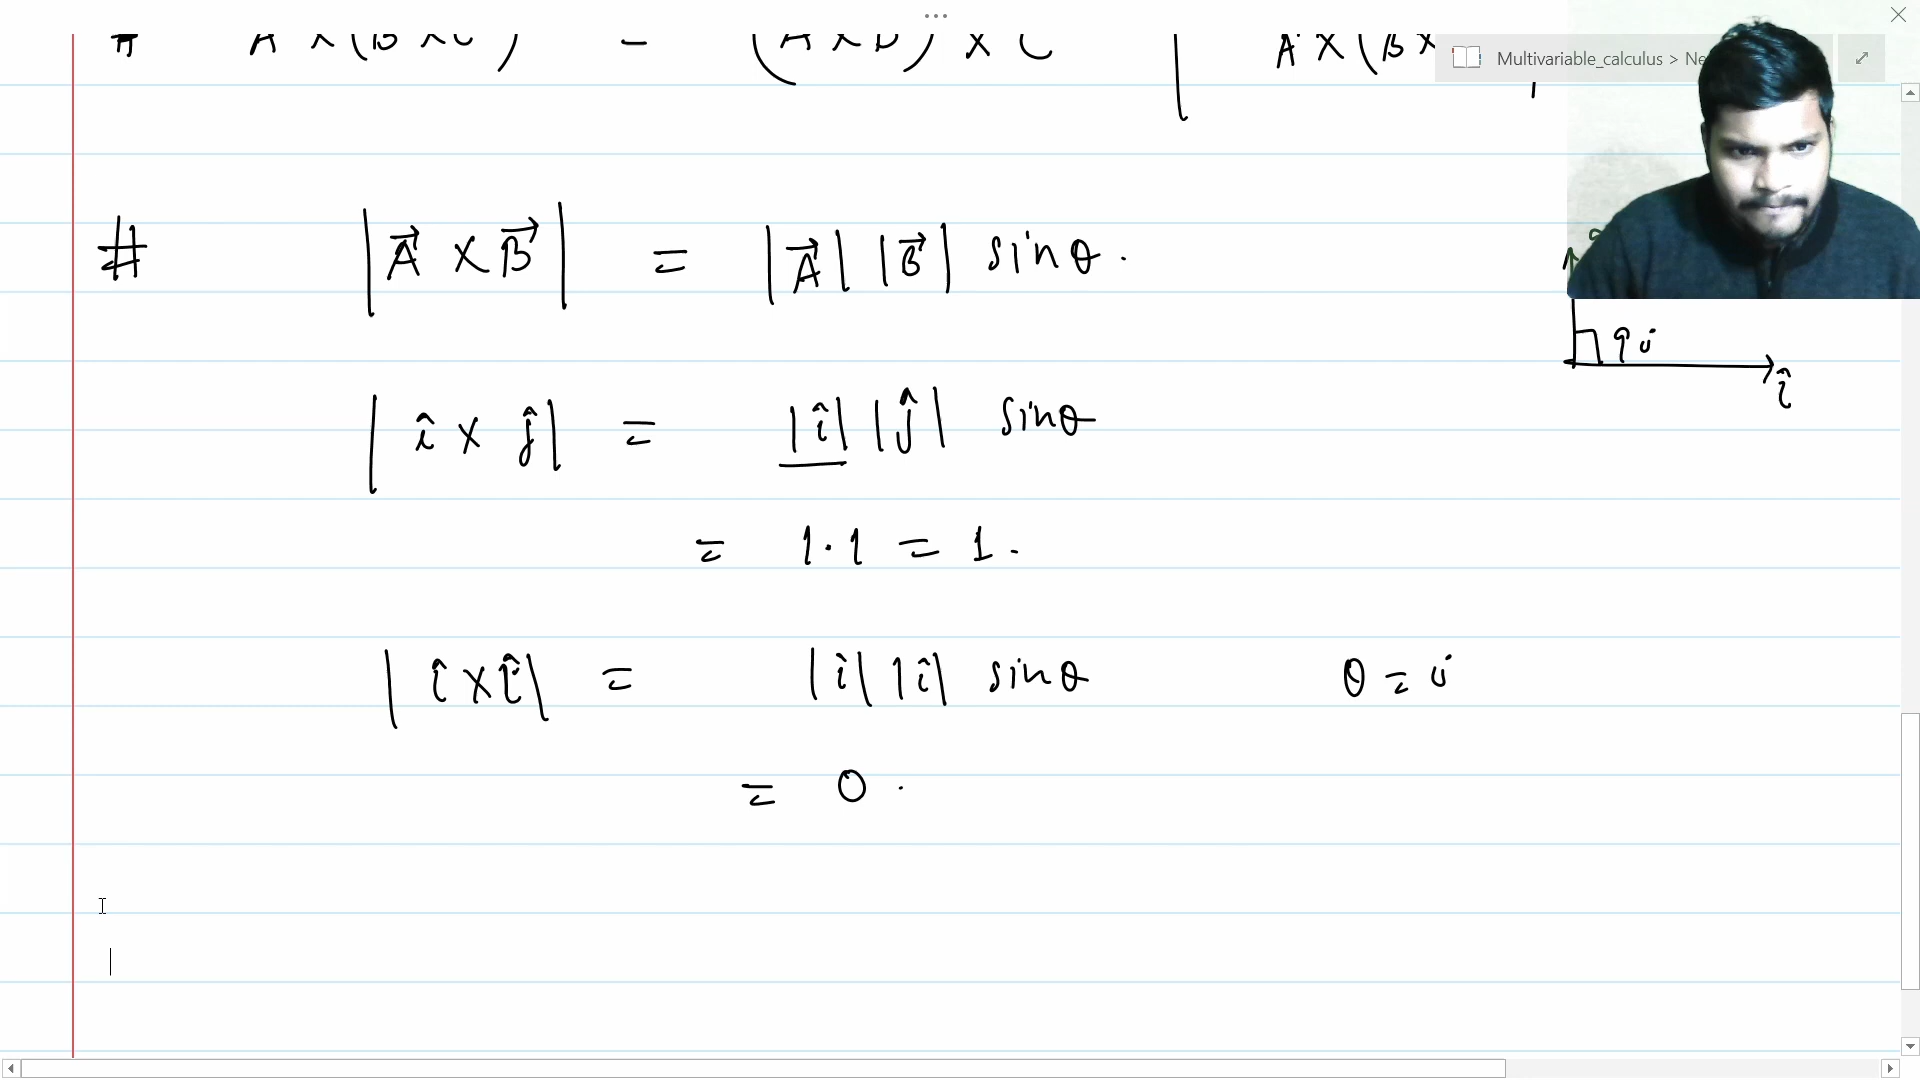 # A × (B × C) = (A × B) × C | A × (B ×
Multivariable_calculus > Ne
# |A⃗ × B⃗| = |A⃗| |B⃗| sinθ.
90°
î
|î × ĵ| = |î| |ĵ| sinθ
= 1·1 = 1.
|î × î| = |î| |î| sinθ θ = 0°
= 0.